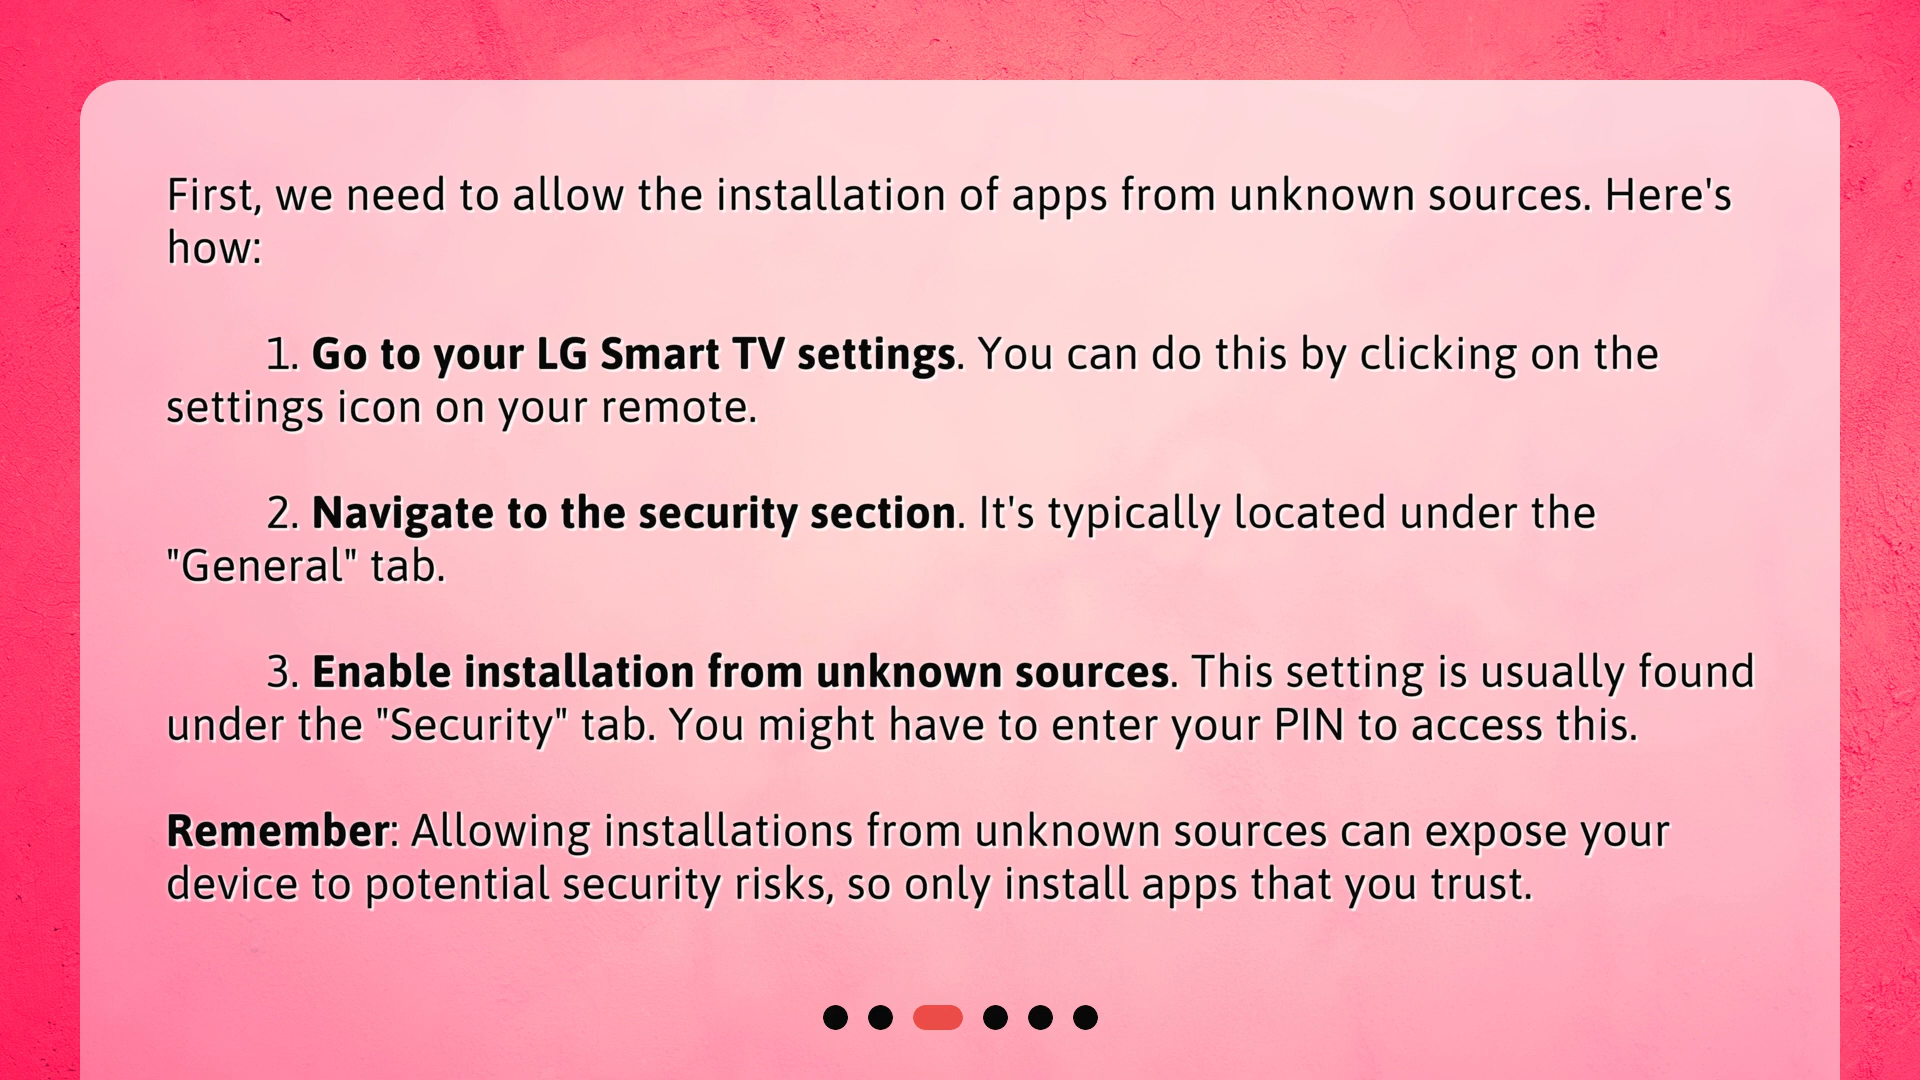 First, we need to allow the installation of apps from unknown sources. Here's
how:
1. Go to your LG Smart TV settings. You can do this by clicking on the
settings icon on your remote.
2. Navigate to the security section. It's typically located under the
"General" tab.
3. Enable installation from unknown sources. This setting is usually found
under the "Security" tab. You might have to enter your PIN to access this.
Remember: Allowing installations from unknown sources can expose your
device to potential security risks, so only install apps that you trust.